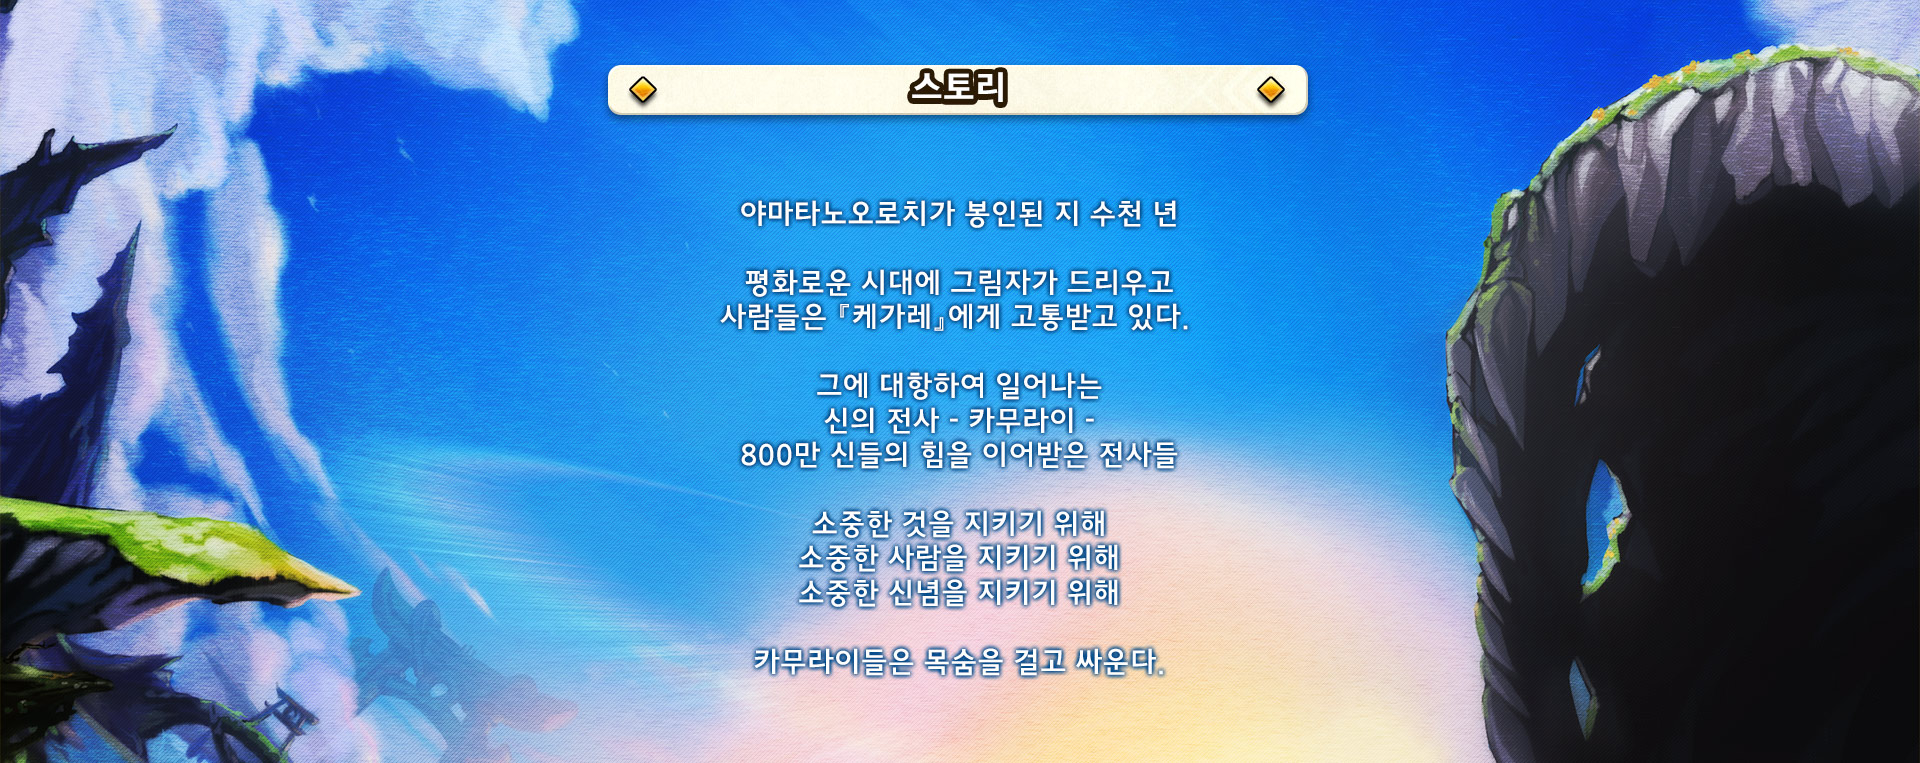 스토리
야마타노오로치가 봉인된 지 수천 년
평화로운 시대에 그림자가 드리우고
사람들은 『케가레』에게 고통받고 있다.
그에 대항하여 일어나는
신의 전사 - 카무라이 -
800만 신들의 힘을 이어받은 전사들
소중한 것을 지키기 위해
소중한 사람을 지키기 위해
소중한 신념을 지키기 위해
카무라이들은 목숨을 걸고 싸운다.